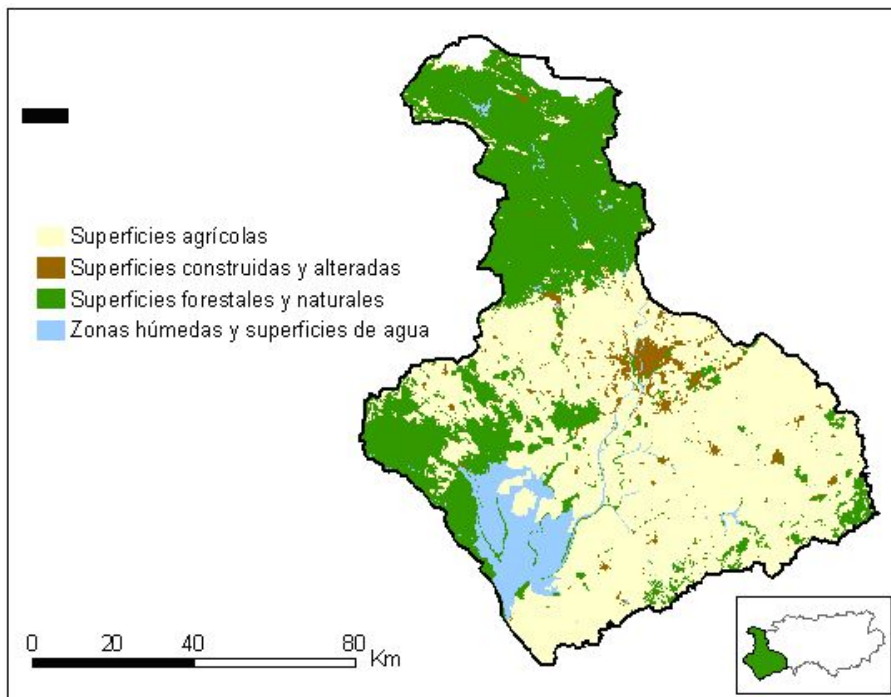 Superficies agrícolas
Superficies construidas y alteradas
Superficies forestales y naturales
Zonas húmedas y superficies de agua
0 20 40 80
Km